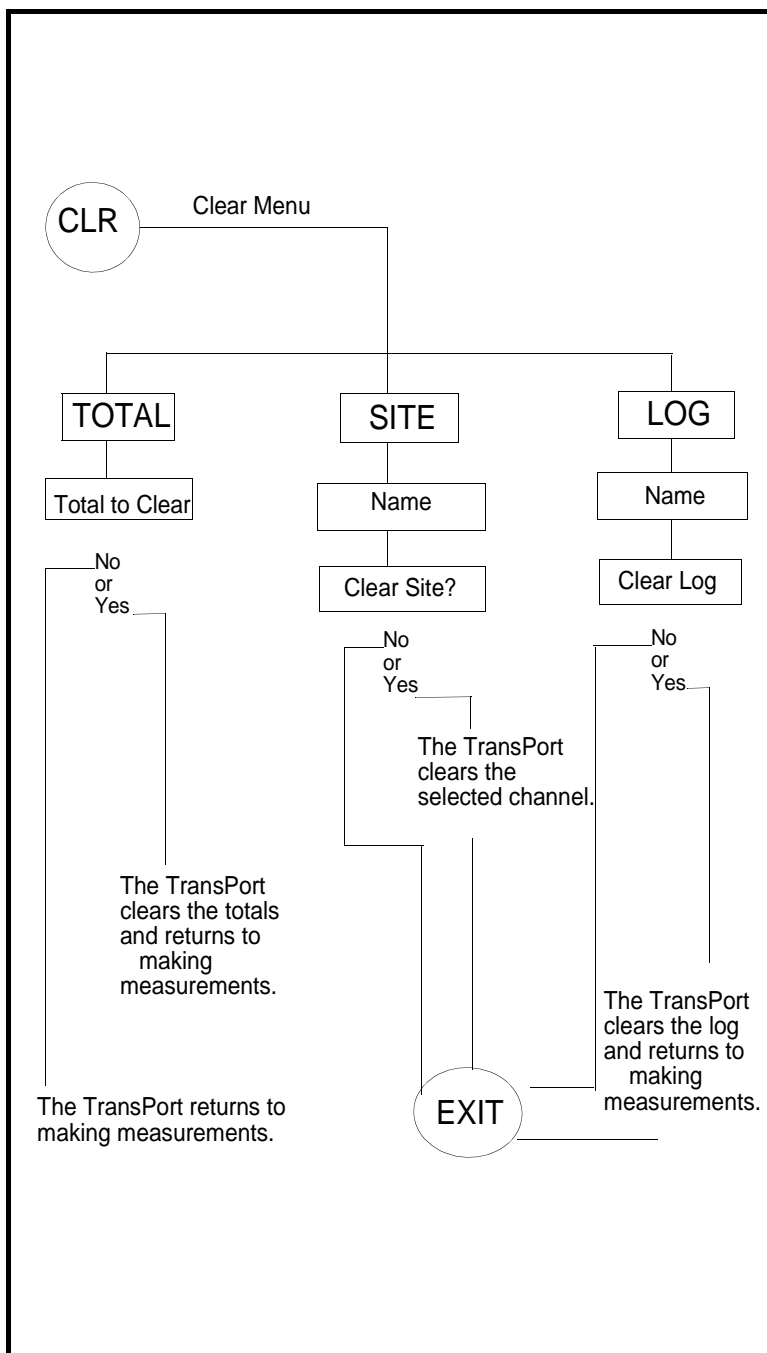 CLR
Clear Menu
TOTAL
SITE
LOG
Total to Clear
Name
Name
Clear Site?
Clear Log
No
or
Yes
No
or
Yes
No
or
Yes
The TransPort
clears the
selected channel.
The TransPort
clears the totals
and returns to
making
measurements.
The TransPort
clears the log
and returns to
making
measurements.
The TransPort returns to
making measurements.
EXIT